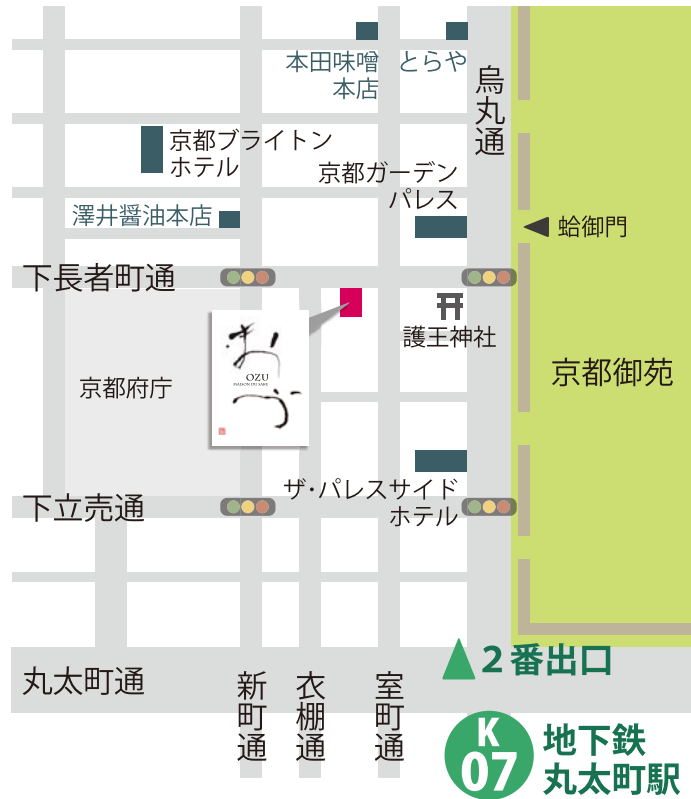 本田味噌
本店
とらや
烏丸通
京都ブライトン
ホテル
京都ガーデン
パレス
澤井醤油本店
蛤御門
下長者町通
護王神社
京都御苑
京都府庁
おづ
OZU
MAISON DU SAKE
ザ・パレスサイド
ホテル
下立売通
2番出口
丸太町通
新町通
衣棚通
室町通
K
07
地下鉄
丸太町駅